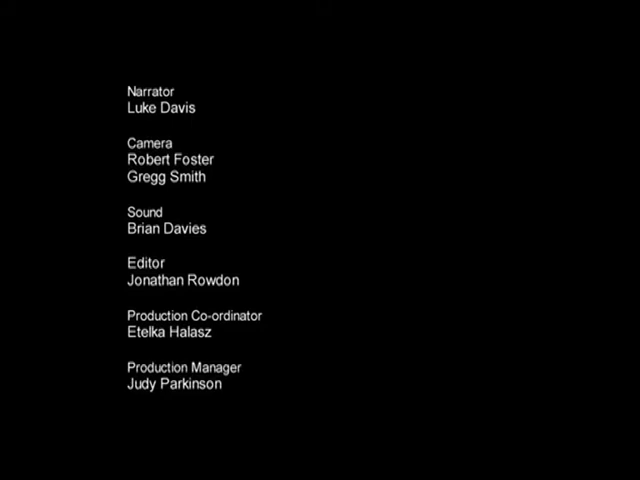 Narrator
Luke Davis
Camera
Robert Foster
Gregg Smith
Sound
Brian Davies
Editor
Jonathan Rowdon
Production Co-ordinator
Etelka Halasz
Production Manager
Judy Parkinson